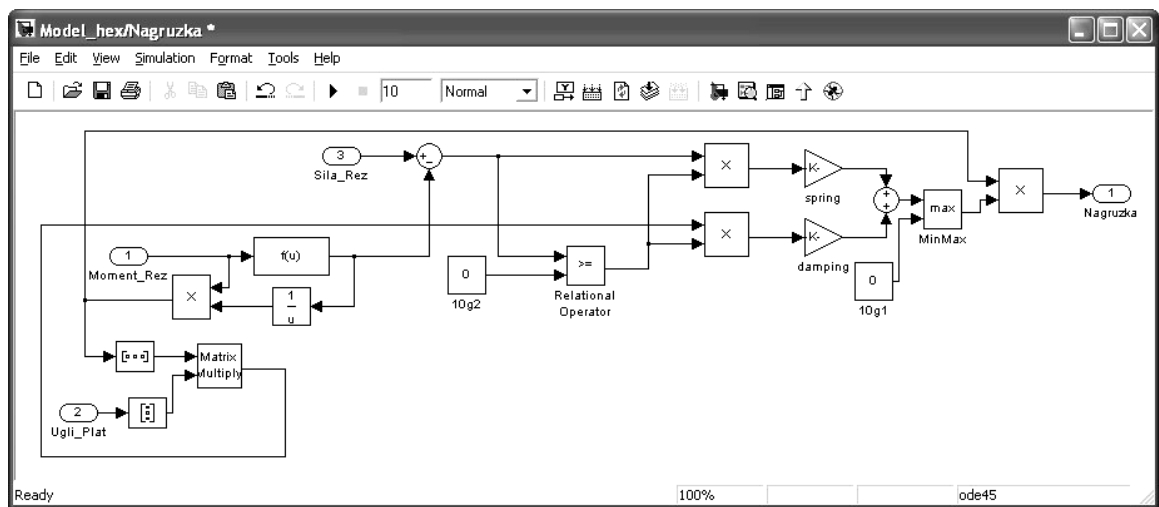 Model_hex/Nagruzka *
File Edit View Simulation Format Tools Help
10 Normal
3
Sila_Rez
+
-
×
K-
spring
1
Moment_Rez
f(u)
×
1
u
×
K-
damping
+
+
max
MinMax
×
1
Nagruzka
0
10g2
>=
Relational
Operator
0
10g1
[∘∘∘]
Matrix
Multiply
2
Ugli_Plat
Ready 100% ode45